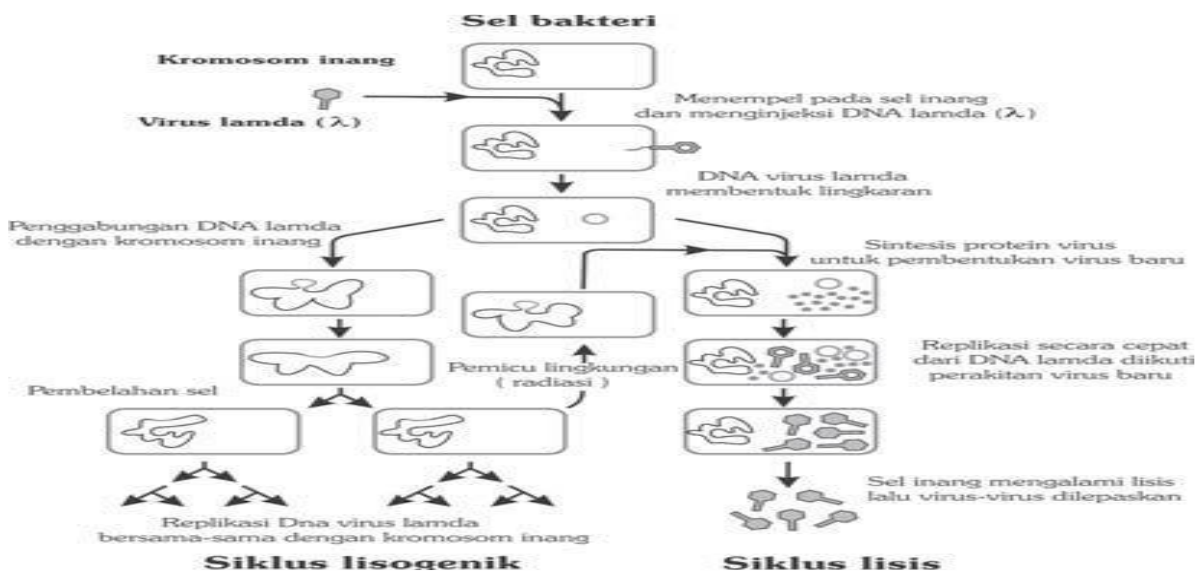 Sel bakteri
Kromosom inang
Virus lamda (λ)
Menempel pada sel inang
dan menginjeksi DNA lamda (λ)
DNA virus lamda
membentuk lingkaran
Penggabungan DNA lamda
dengan kromosom inang
Sintesis protein virus
untuk pembentukan virus baru
Pemicu lingkungan
( radiasi )
Replikasi secara cepat
dari DNA lamda diikuti
perakitan virus baru
Pembelahan sel
Sel inang mengalami lisis
lalu virus-virus dilepaskan
Replikasi Dna virus lamda
bersama-sama dengan kromosom inang
Siklus lisogenik
Siklus lisis